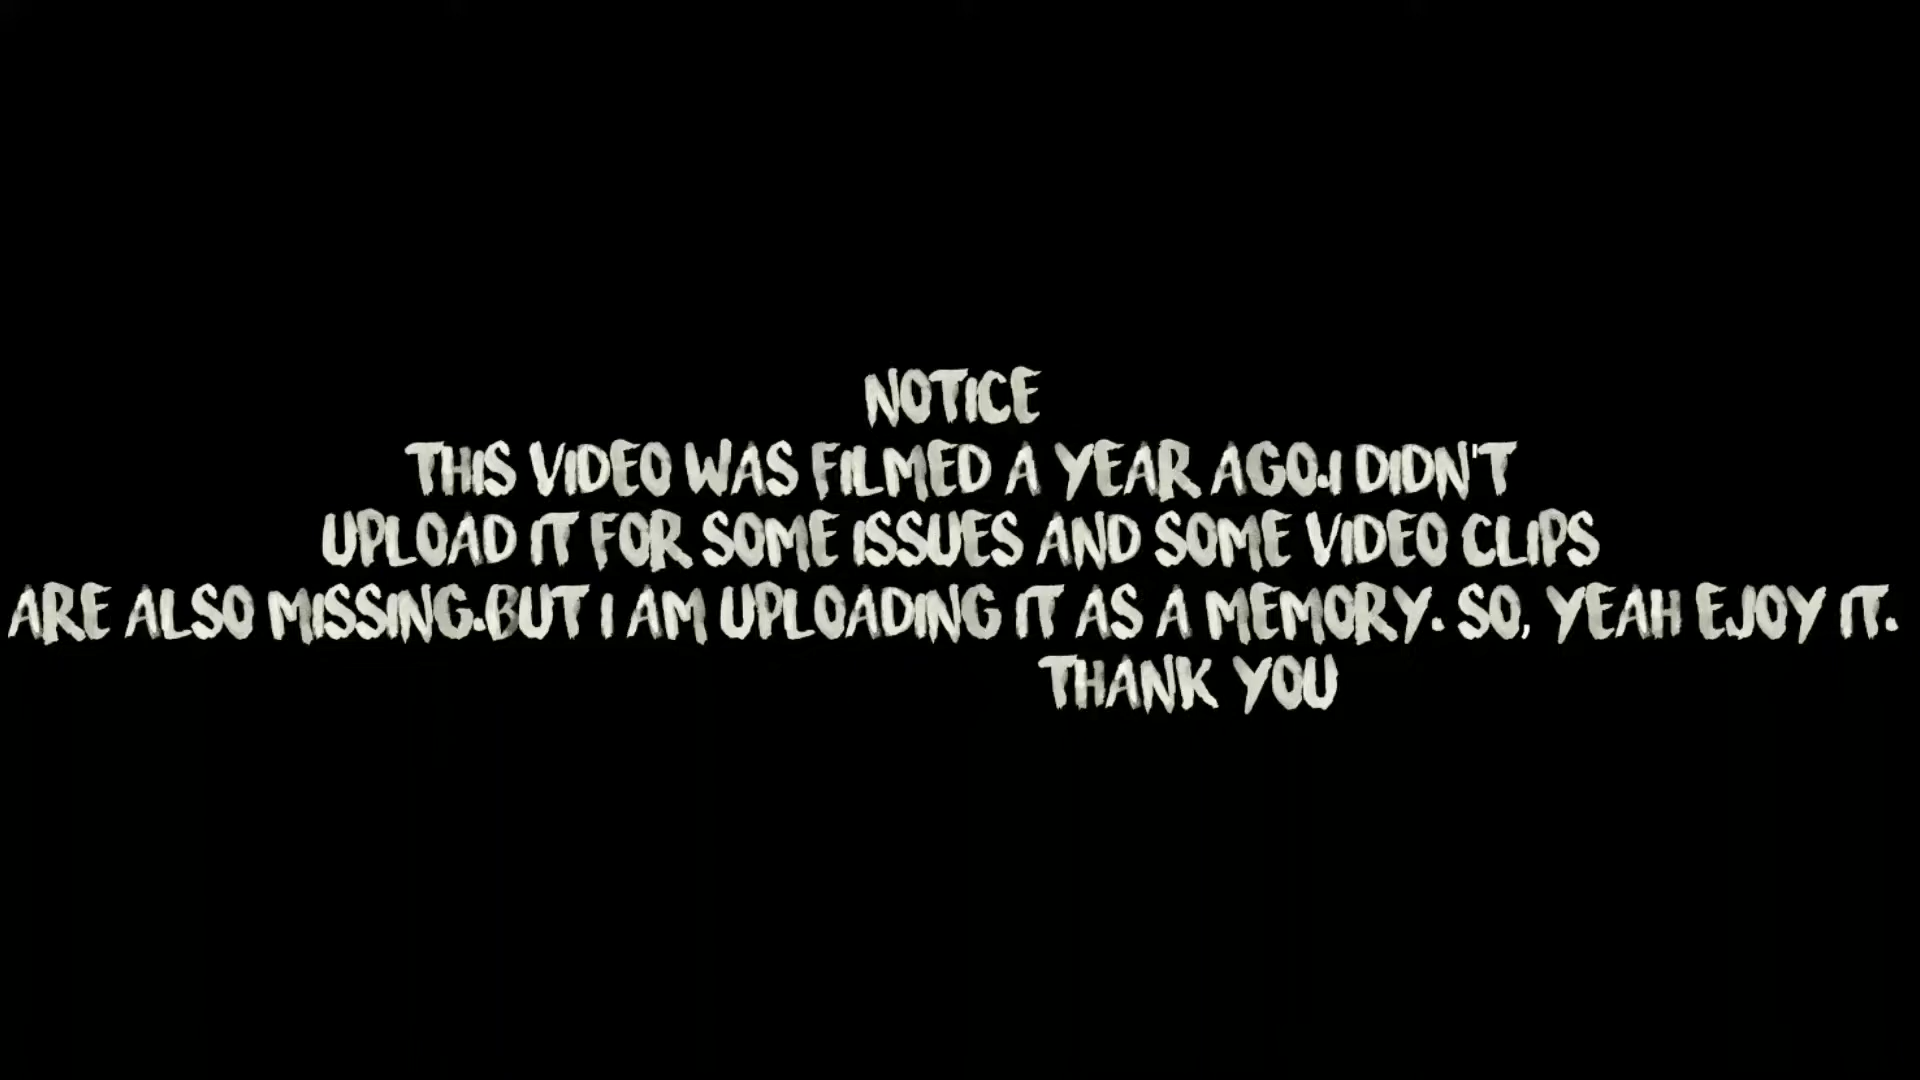 NOTICE
THIS VIDEO WAS FILMED A YEAR AGO.I DIDN'T
UPLOAD IT FOR SOME ISSUES AND SOME VIDEO CLIPS
ARE ALSO MISSING.BUT I AM UPLOADING IT AS A MEMORY. SO, YEAH EJOY IT.
THANK YOU